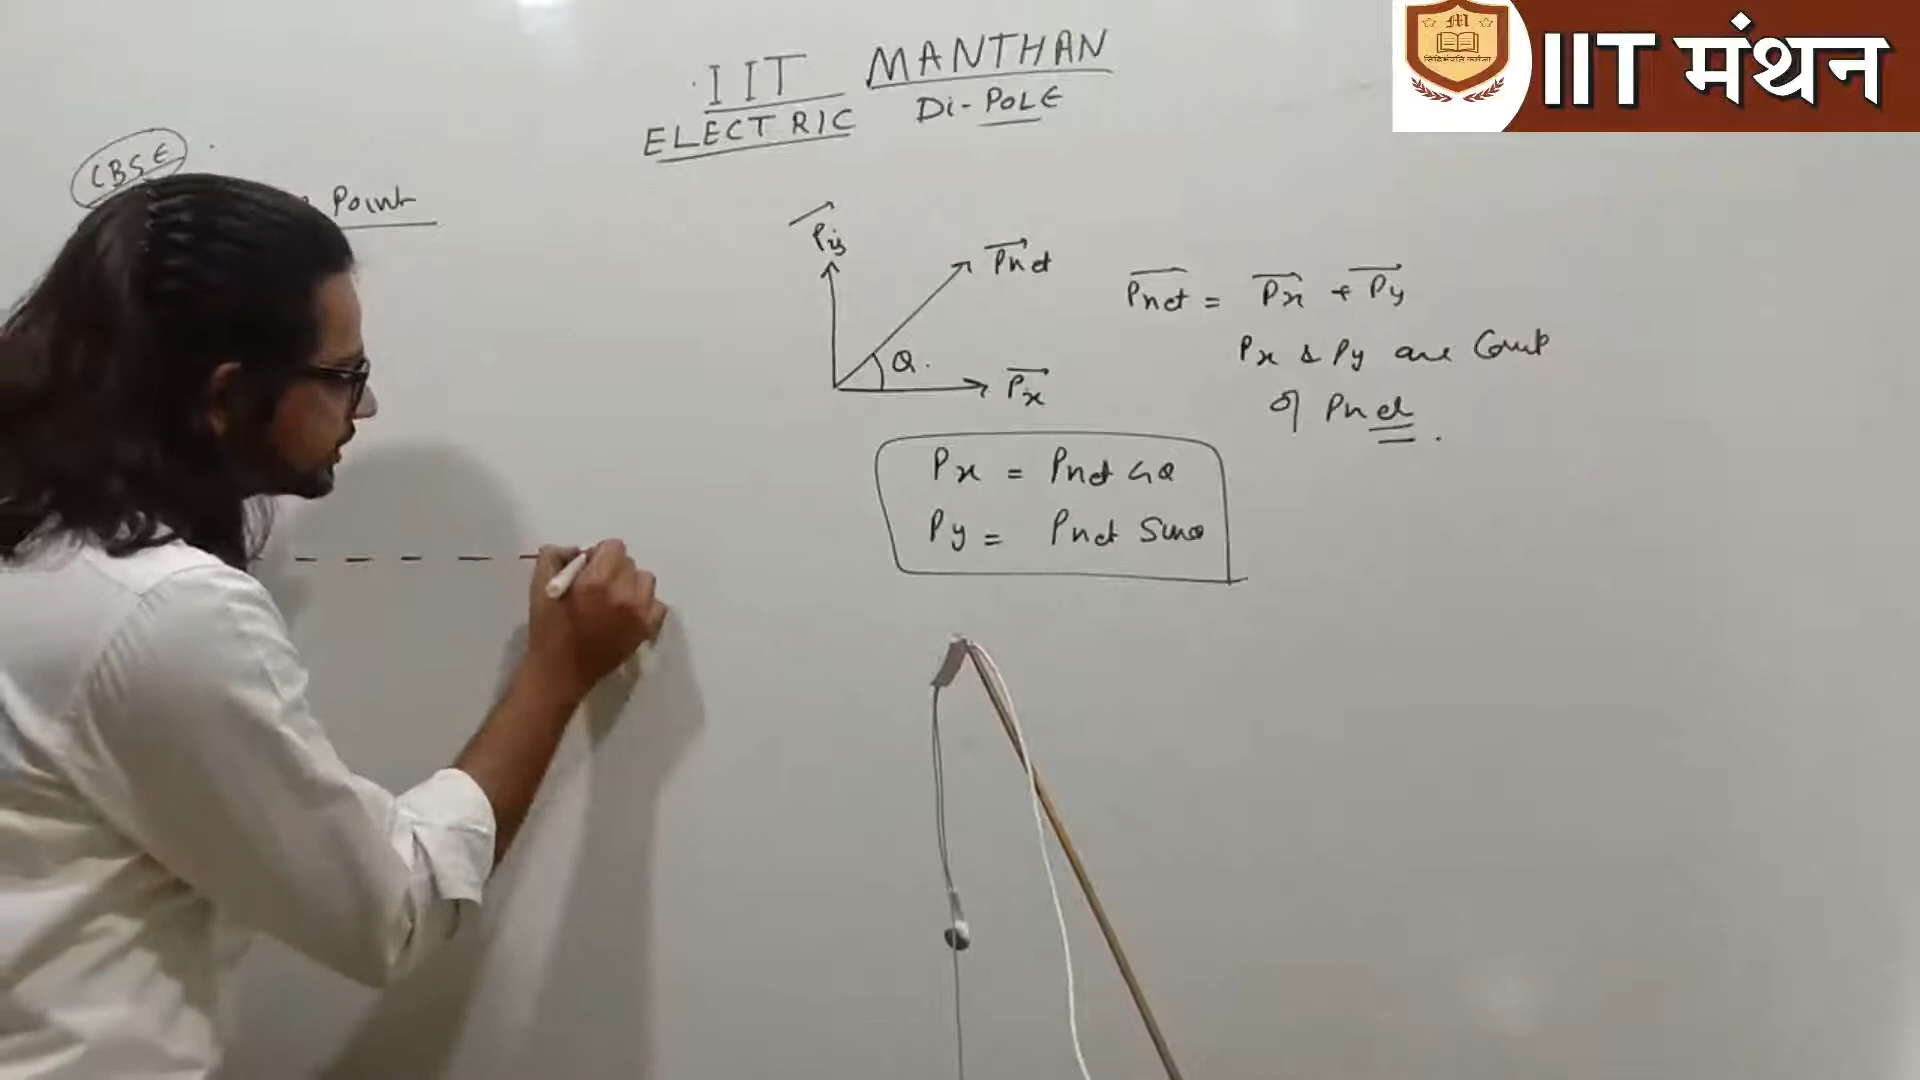 IIT मंथन
M
IIT MANTHAN
ELECTRIC Di-POLE
CBSE
Point
Py
Pnet
Q.
Px
Pnet = Px + Py
Px & Py are Comp
of Pnet.
Px = Pnet
Py = Pnet Sinθ